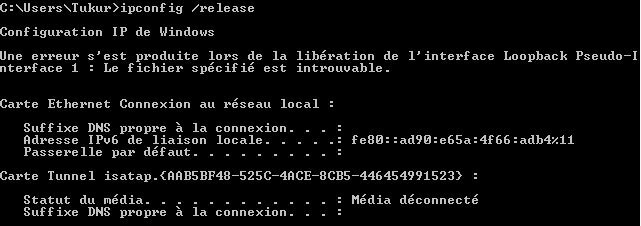 C:\Users\Tukur>ipconfig /release
Configuration IP de Windows
Une erreur s'est produite lors de la libération de l'interface Loopback Pseudo-I
nterface 1 : Le fichier spécifié est introuvable.
Carte Ethernet Connexion au réseau local :
Suffixe DNS propre à la connexion. . . :
Adresse IPv6 de liaison locale. . . . .: fe80::ad90:e65a:4f66:adb4%11
Passerelle par défaut. . . . . . . . . :
Carte Tunnel isatap.{AAB5BF48-525C-4ACE-8CB5-446454991523} :
Statut du média. . . . . . . . . . . . : Média déconnecté
Suffixe DNS propre à la connexion. . . :